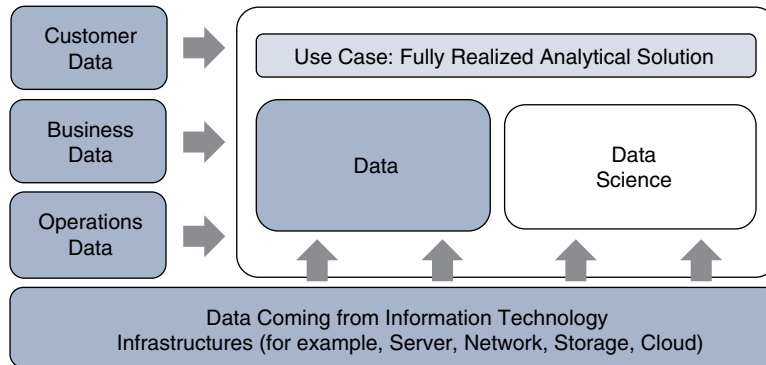 Customer
Data
Use Case: Fully Realized Analytical Solution
Business
Data
Data
Data
Science
Operations
Data
Data Coming from Information Technology
Infrastructures (for example, Server, Network, Storage, Cloud)